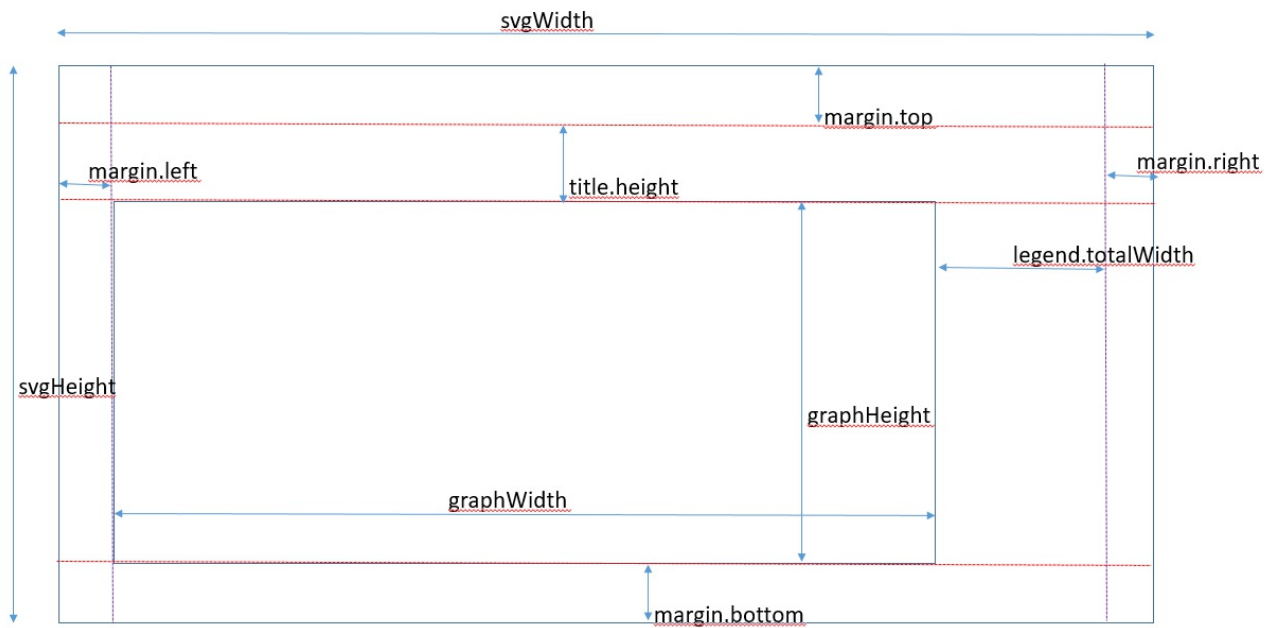 svgWidth
margin.top
margin.left
margin.right
title.height
legend.totalWidth
svgHeight
graphHeight
graphWidth
margin.bottom